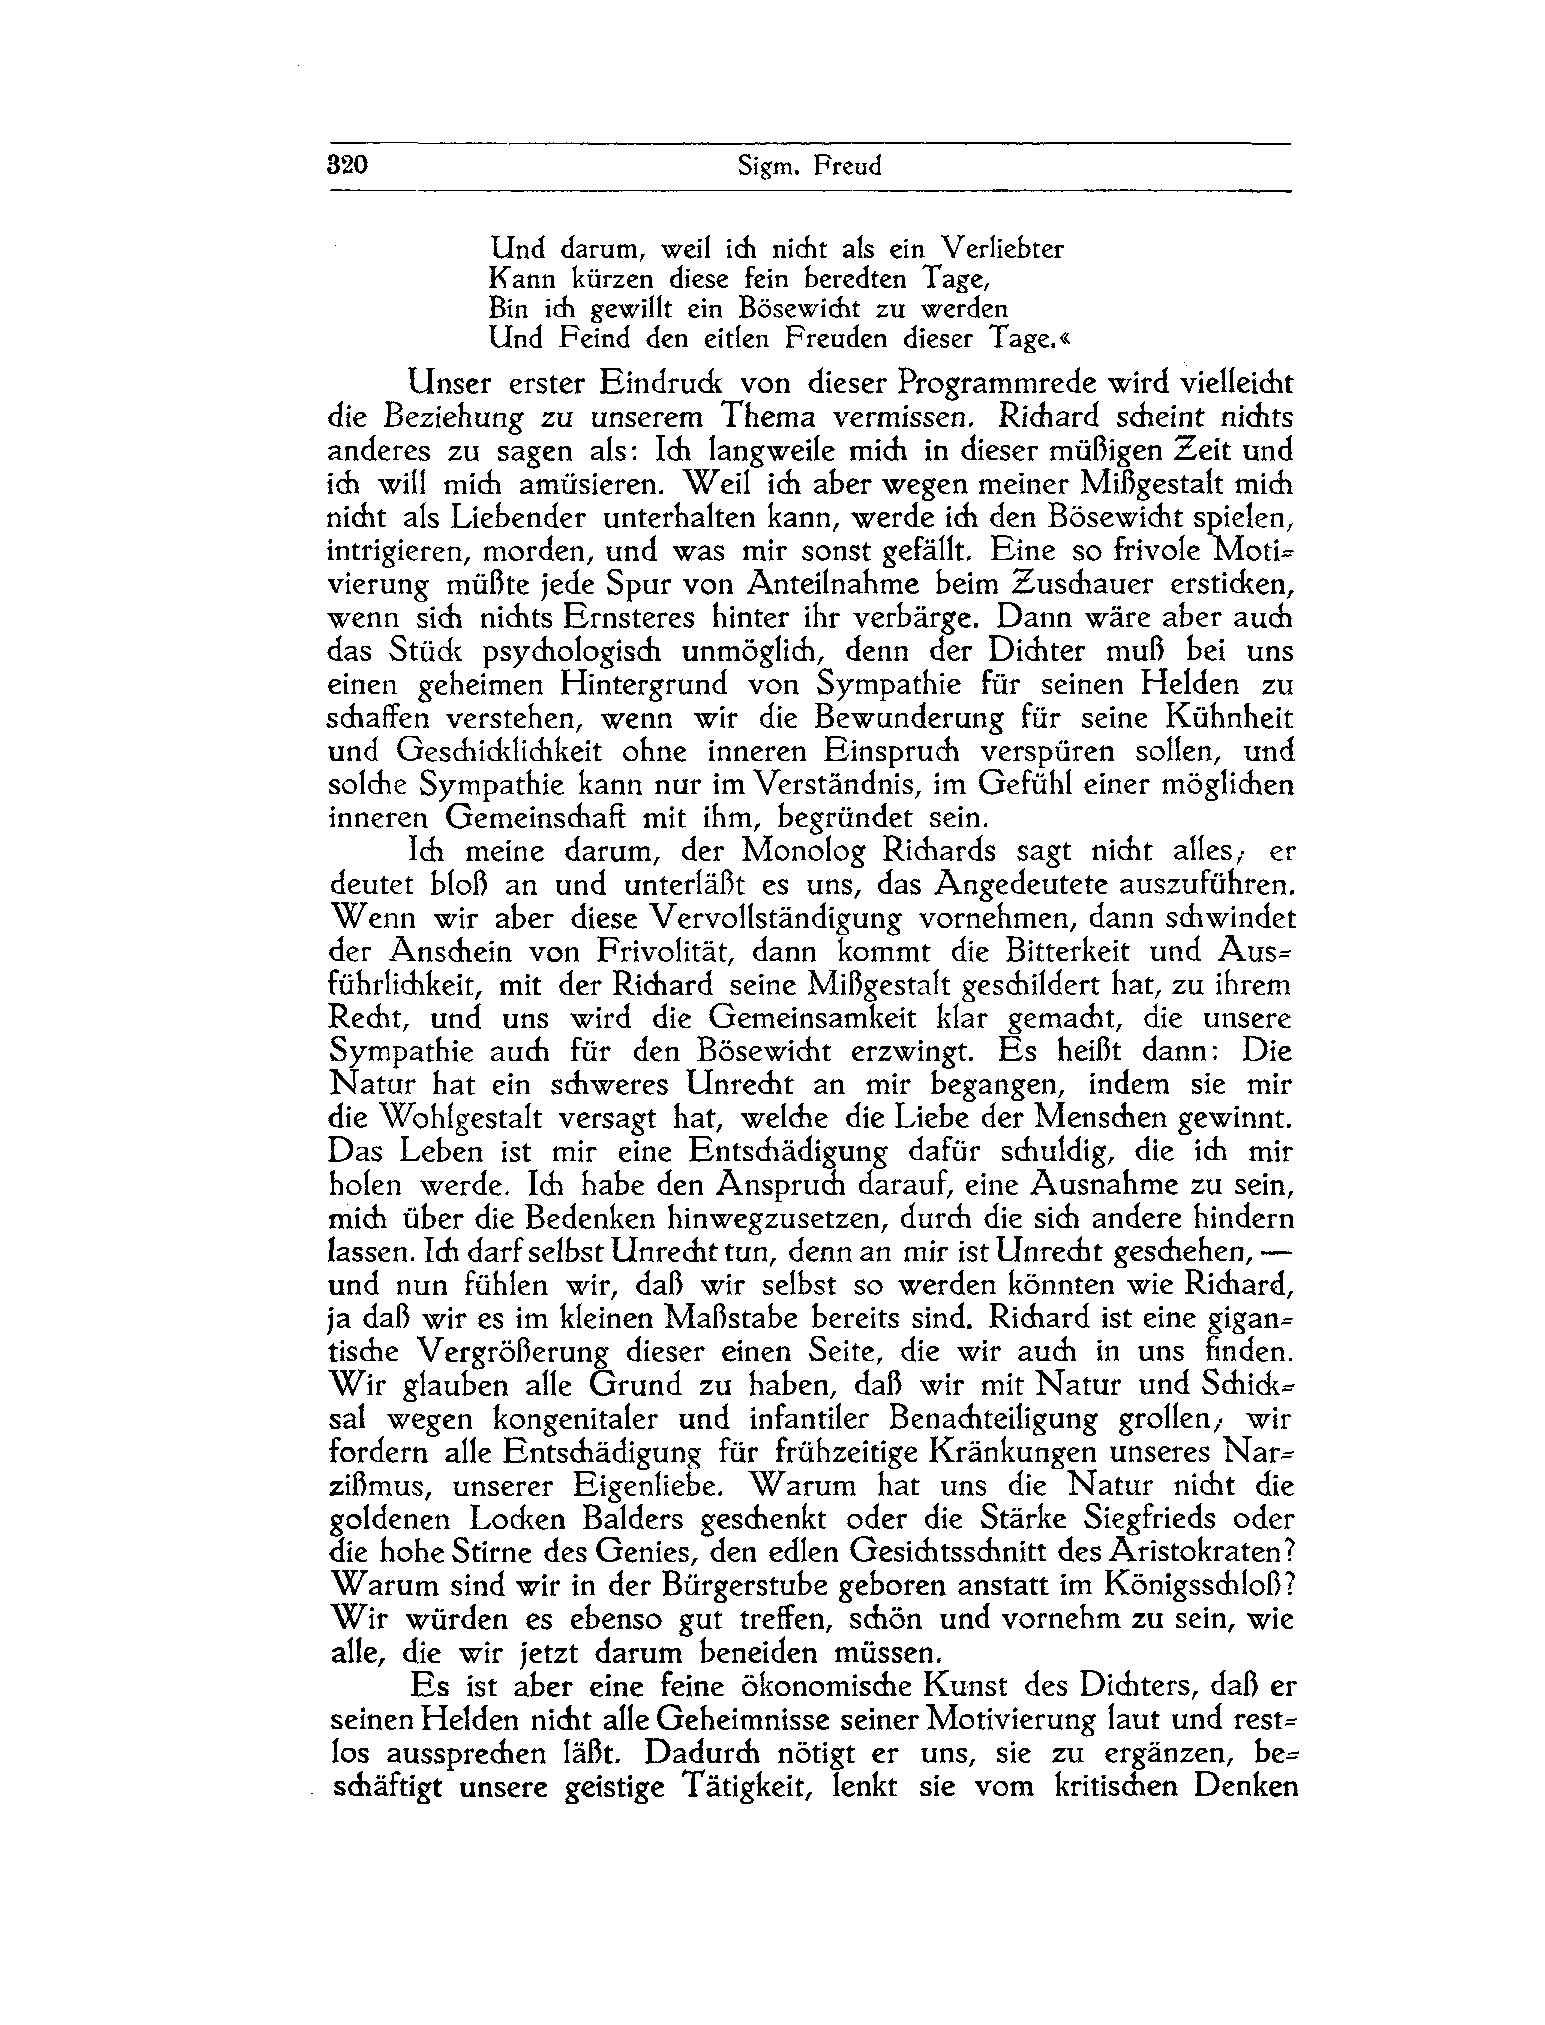 320 Sigm. Freud
Und darum, weil ich nicht als ein Verliebter
Kann kürzen diese fein beredten Tage,
Bin ich gewillt ein Bösewicht zu werden
Und Feind den eitlen Freuden dieser Tage.«
Unser erster Eindruck von dieser Programmrede wird vielleicht
die Beziehung zu unserem Thema vermissen. Richard scheint nichts
anderes zu sagen als: Ich langweile mich in dieser müßigen Zeit und
ich will mich amüsieren. Weil ich aber wegen meiner Mißgestalt mich
nicht als Liebender unterhalten kann, werde ich den Bösewicht spielen,
intrigieren, morden, und was mir sonst gefällt. Eine so frivole Moti-
vierung müßte jede Spur von Anteilnahme beim Zuschauer ersticken,
wenn sich nichts Ernsteres hinter ihr verbärge. Dann wäre aber auch
das Stück psychologisch unmöglich, denn der Dichter muß bei uns
einen geheimen Hintergrund von Sympathie für seinen Helden zu
schaffen verstehen, wenn wir die Bewunderung für seine Kühnheit
und Geschicklichkeit ohne inneren Einspruch verspüren sollen, und
solche Sympathie kann nur im Verständnis, im Gefühl einer möglichen
inneren Gemeinschaft mit ihm, begründet sein.
Ich meine darum, der Monolog Richards sagt nicht alles; er
deutet bloß an und unterläßt es uns, das Angedeutete auszuführen.
Wenn wir aber diese Vervollständigung vornehmen, dann schwindet
der Anschein von Frivolität, dann kommt die Bitterkeit und Aus-
führlichkeit, mit der Richard seine Mißgestalt geschildert hat, zu ihrem
Recht, und uns wird die Gemeinsamkeit klar gemacht, die unsere
Sympathie auch für den Bösewicht erzwingt. Es heißt dann: Die
Natur hat ein schweres Unrecht an mir begangen, indem sie mir
die Wohlgestalt versagt hat, welche die Liebe der Menschen gewinnt.
Das Leben ist mir eine Entschädigung dafür schuldig, die ich mir
holen werde. Ich habe den Anspruch darauf, eine Ausnahme zu sein,
mich über die Bedenken hinwegzusetzen, durch die sich andere hindern
lassen. Ich darf selbst Unrecht tun, denn an mir ist Unrecht geschehen, —
und nun fühlen wir, daß wir selbst so werden könnten wie Richard,
ja daß wir es im kleinen Maßstabe bereits sind. Richard ist eine gigan-
tische Vergrößerung dieser einen Seite, die wir auch in uns finden.
Wir glauben alle Grund zu haben, daß wir mit Natur und Schick-
sal wegen kongenitaler und infantiler Benachteiligung grollen; wir
fordern alle Entschädigung für frühzeitige Kränkungen unseres Nar-
zißmus, unserer Eigenliebe. Warum hat uns die Natur nicht die
goldenen Locken Balders geschenkt oder die Stärke Siegfrieds oder
die hohe Stirne des Genies, den edlen Gesichtsschnitt des Aristokraten?
Warum sind wir in der Bürgerstube geboren anstatt im Königsschloß?
Wir würden es ebenso gut treffen, schön und vornehm zu sein, wie
alle, die wir jetzt darum beneiden müssen.
Es ist aber eine feine ökonomische Kunst des Dichters, daß er
seinen Helden nicht alle Geheimnisse seiner Motivierung laut und rest-
los aussprechen läßt. Dadurch nötigt er uns, sie zu ergänzen, be-
schäftigt unsere geistige Tätigkeit, lenkt sie vom kritischen Denken